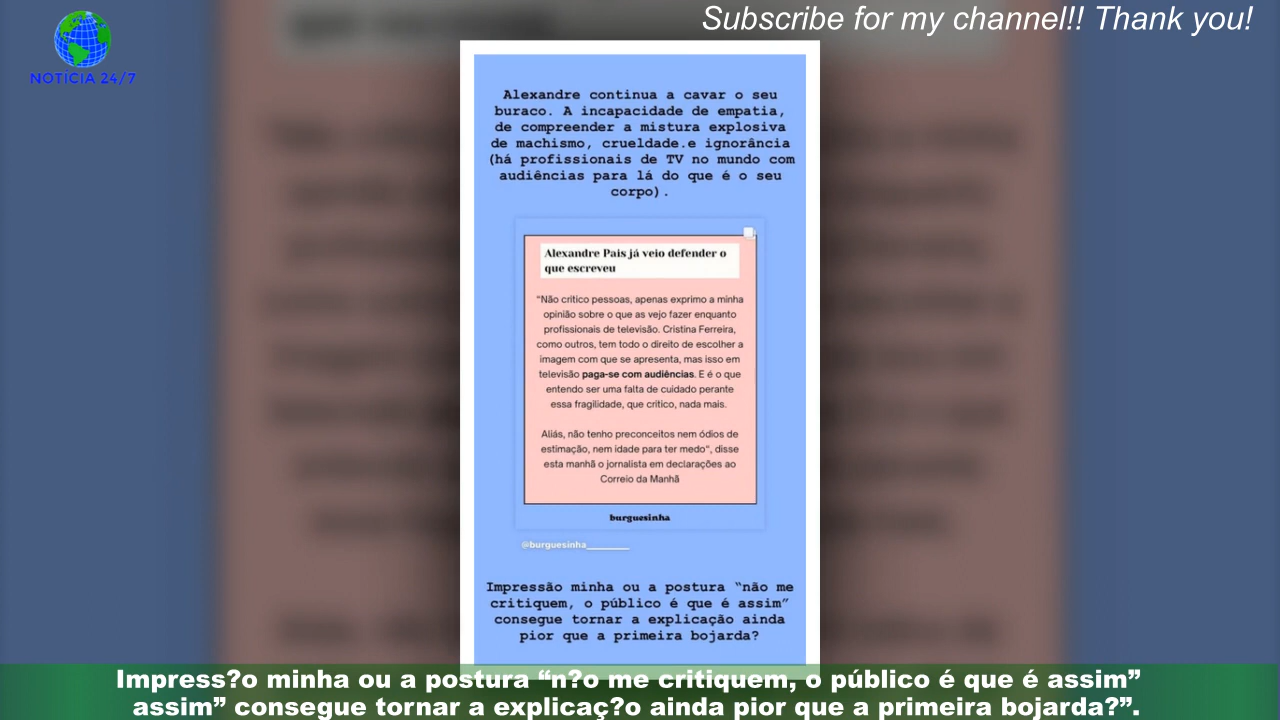 Subscribe for my channel!! Thank you!
NOTÍCIA 24/7
Alexandre continua a cavar o seu
buraco. A incapacidade de empatia,
de compreender a mistura explosiva
de machismo, crueldade.e ignorância
(há profissionais de TV no mundo com
audiências para lá do que é o seu
corpo).
Alexandre Pais já veio defender o
que escreveu
“Não critico pessoas, apenas exprimo a minha
opinião sobre o que as vejo fazer enquanto
profissionais de televisão. Cristina Ferreira,
como outros, tem todo o direito de escolher a
imagem com que se apresenta, mas isso em
televisão paga-se com audiências. E é o que
entendo ser uma falta de cuidado perante
essa fragilidade, que critico, nada mais.
Aliás, não tenho preconceitos nem ódios de
estimação, nem idade para ter medo“, disse
esta manhã o jornalista em declarações ao
Correio da Manhã
burguesinha
@burguesinha_________
Impressão minha ou a postura “não me
critiquem, o público é que é assim”
consegue tornar a explicação ainda
pior que a primeira bojarda?
Impress?o minha ou a postura “n?o me critiquem, o público é que é assim”
assim” consegue tornar a explicaç?o ainda pior que a primeira bojarda?”.